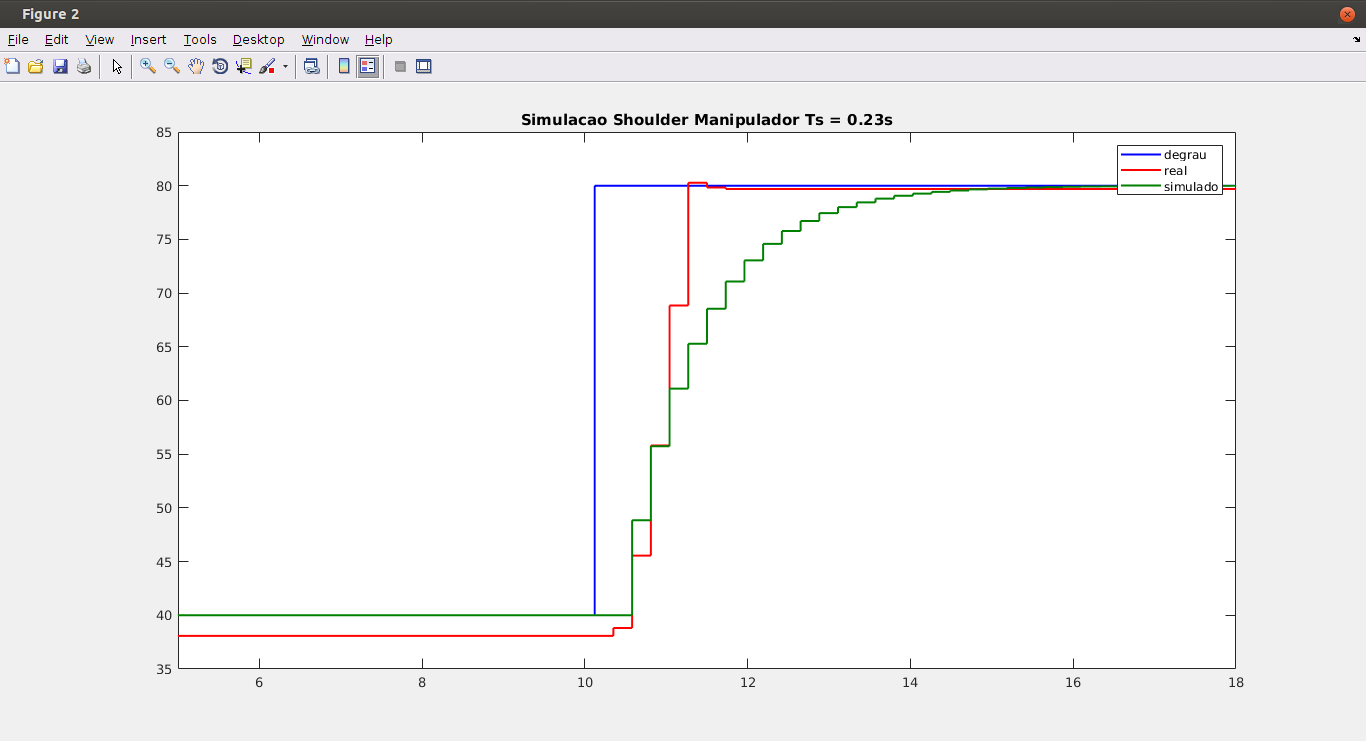 Figure 2
File Edit View Insert Tools Desktop Window Help
Simulacao Shoulder Manipulador Ts = 0.23s
85
80
75
70
65
60
55
50
45
40
35
degrau
real
simulado
6 8 10 12 14 16 18